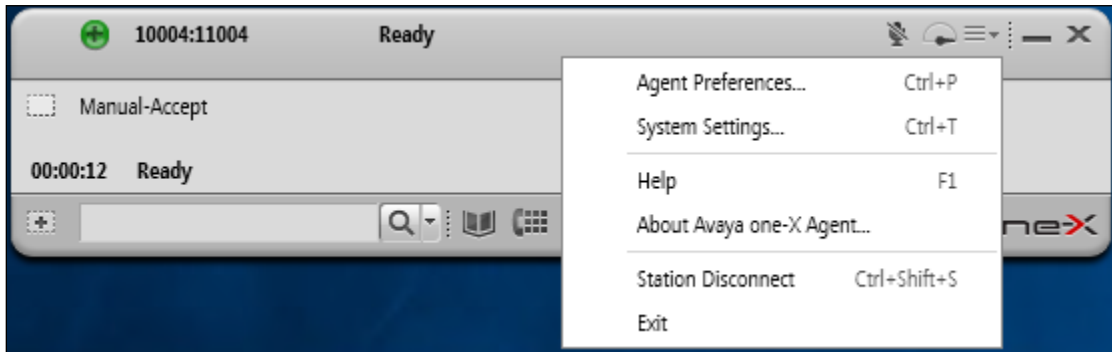 10004:11004 Ready
Agent Preferences... Ctrl+P
Manual-Accept
System Settings... Ctrl+T
00:00:12 Ready
Help F1
About Avaya one-X Agent...
neX
Station Disconnect Ctrl+Shift+S
Exit